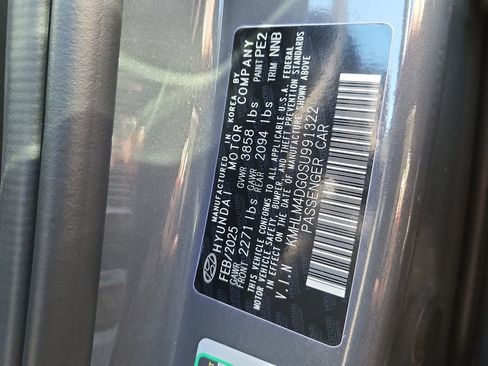 MANUFACTURED IN KOREA BY
HYUNDAI MOTOR COMPANY
FEB/2025 GVWR 3858 lbs PAINT PE2
GAWR FRONT 2271 lbs GAWR REAR 2094 lbs TRIM NNB
THIS VEHICLE CONFORMS TO ALL APPLICABLE U.S.A. FEDERAL
MOTOR VEHICLE SAFETY, BUMPER, AND THEFT PREVENTION STANDARDS
IN EFFECT ON THE DATE OF MANUFACTURE SHOWN ABOVE.
V.I.N KMHLM4DG0SU991322
PASSENGER CAR